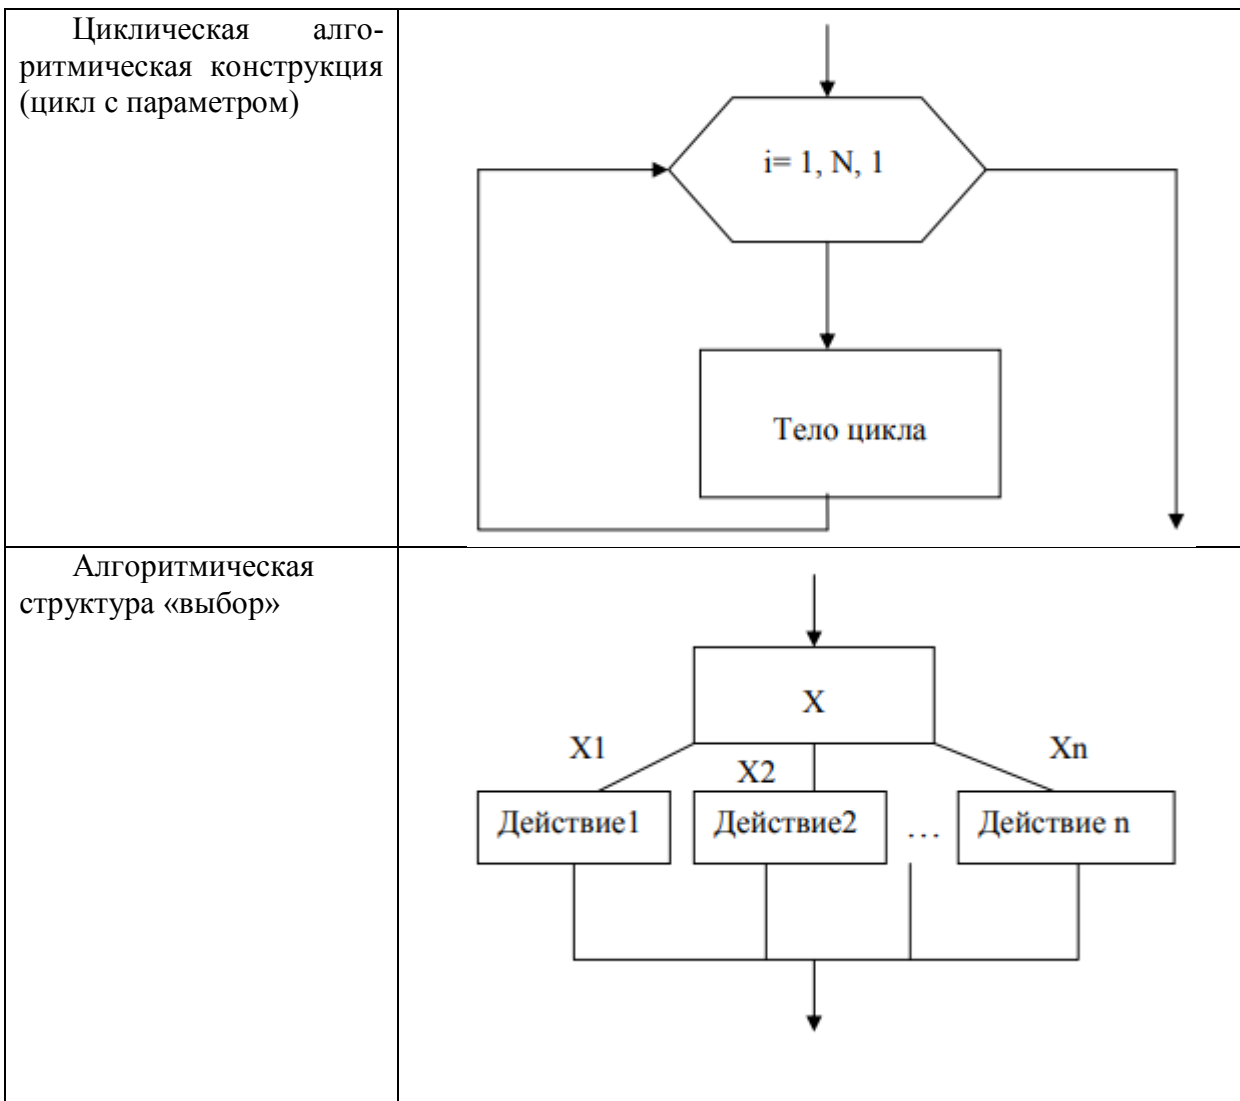 Циклическая алго-
ритмическая конструкция
(цикл с параметром)
i= 1, N, 1
Тело цикла
Алгоритмическая
структура «выбор»
X
X1
X2
Xn
Действие1
Действие2
…
Действие n